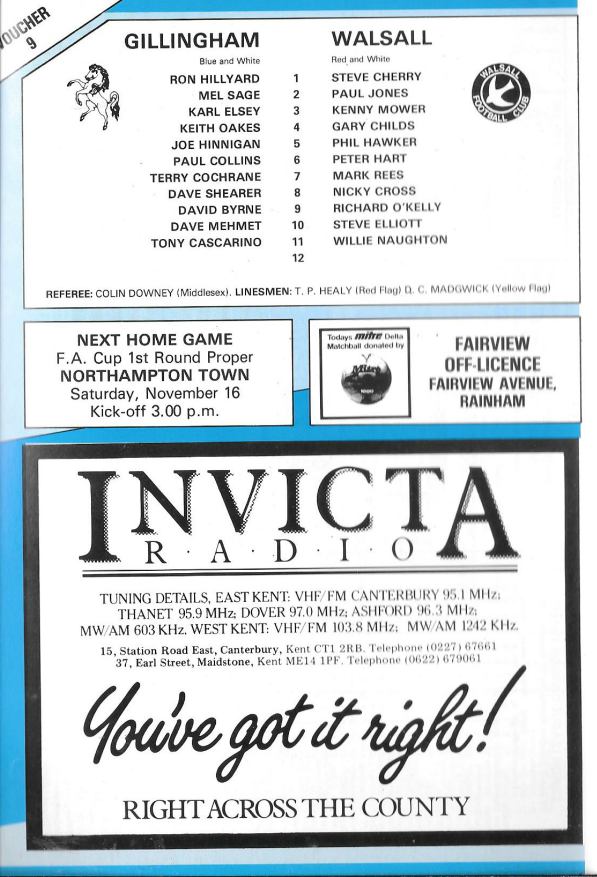 VOUCHER
9
GILLINGHAM WALSALL
Blue and White Red and White
RON HILLYARD 1 STEVE CHERRY
MEL SAGE 2 PAUL JONES
KARL ELSEY 3 KENNY MOWER
KEITH OAKES 4 GARY CHILDS
JOE HINNIGAN 5 PHIL HAWKER
PAUL COLLINS 6 PETER HART
TERRY COCHRANE 7 MARK REES
DAVE SHEARER 8 NICKY CROSS
DAVID BYRNE 9 RICHARD O'KELLY
DAVE MEHMET 10 STEVE ELLIOTT
TONY CASCARINO 11 WILLIE NAUGHTON
12
WALSALL
FOOTBALL CLUB
REFEREE: COLIN DOWNEY (Middlesex). LINESMEN: T. P. HEALY (Red Flag) D. C. MADGWICK (Yellow Flag)
NEXT HOME GAME
F.A. Cup 1st Round Proper
NORTHAMPTON TOWN
Saturday, November 16
Kick-off 3.00 p.m.
Todays mitre Delta
Matchball donated by
Mitre
FAIRVIEW
OFF-LICENCE
FAIRVIEW AVENUE,
RAINHAM
INVICTA
R·A·D·I·O
TUNING DETAILS, EAST KENT: VHF/FM CANTERBURY 95.1 MHz;
THANET 95.9 MHz; DOVER 97.0 MHz; ASHFORD 96.3 MHz;
MW/AM 603 KHz. WEST KENT: VHF/FM 103.8 MHz; MW/AM 1242 KHz.
15, Station Road East, Canterbury, Kent CT1 2RB. Telephone (0227) 67661
37, Earl Street, Maidstone, Kent ME14 1PF. Telephone (0622) 679061
You've got it right!
RIGHT ACROSS THE COUNTY